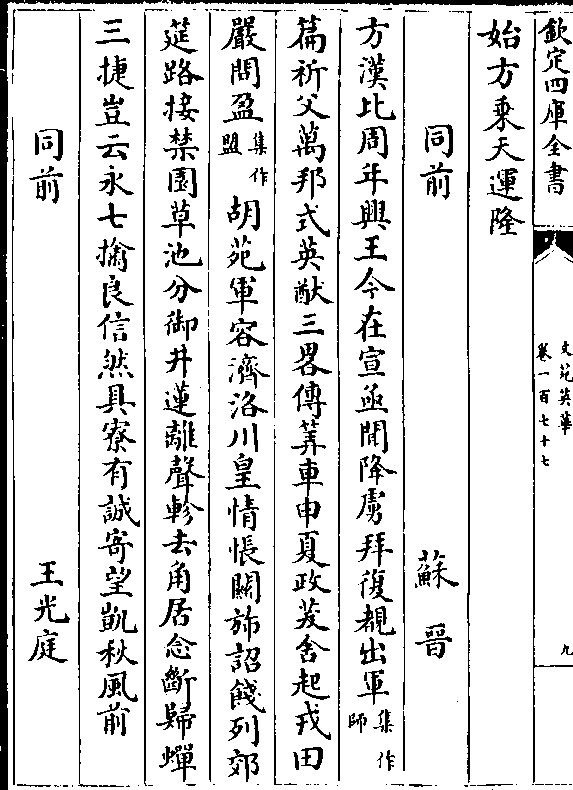 欽定四庫全書
文苑英華
卷一百七十七
九
始方乘天運隆
同前 蘇晉
方漢比周年興王今在宣亟聞降虜拜復覩出軍集作師
篇祈父萬邦式英猷三畧傳筭車申夏政茇舍起戎田
嚴問盈集作盟胡苑軍容濟洛川皇情悵關旆詔餞列郊
筵路接禁園草池分御井蓮離聲軫去角居念斷歸蟬
三捷豈云永七擒良信然具寮有誠寄望凱秋風前
同前 王光庭